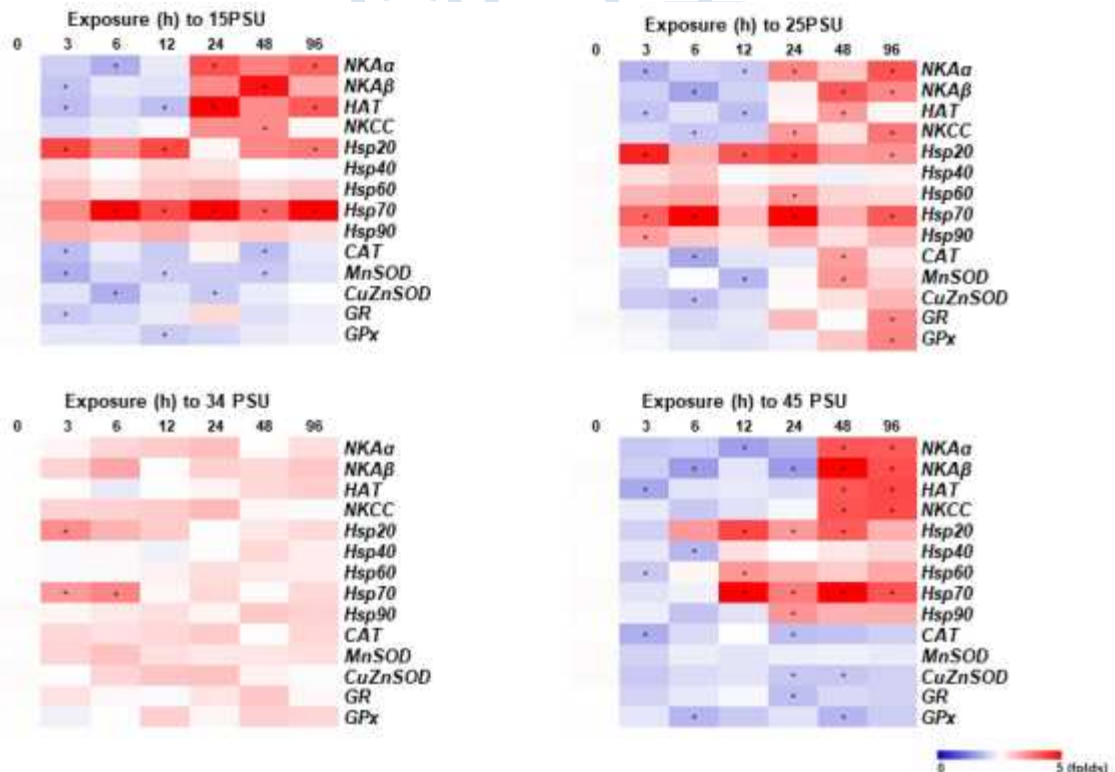 Exposure (h) to 15PSU
0 3 6 12 24 48 96
NKAα
NKAβ
HAT
NKCC
Hsp20
Hsp40
Hsp60
Hsp70
Hsp90
CAT
MnSOD
CuZnSOD
GR
GPx
Exposure (h) to 25PSU
0 3 6 12 24 48 96
NKAα
NKAβ
HAT
NKCC
Hsp20
Hsp40
Hsp60
Hsp70
Hsp90
CAT
MnSOD
CuZnSOD
GR
GPx
Exposure (h) to 34 PSU
0 3 6 12 24 48 96
NKAα
NKAβ
HAT
NKCC
Hsp20
Hsp40
Hsp60
Hsp70
Hsp90
CAT
MnSOD
CuZnSOD
GR
GPx
Exposure (h) to 45 PSU
0 3 6 12 24 48 96
NKAα
NKAβ
HAT
NKCC
Hsp20
Hsp40
Hsp60
Hsp70
Hsp90
CAT
MnSOD
CuZnSOD
GR
GPx
0 5 (folds)